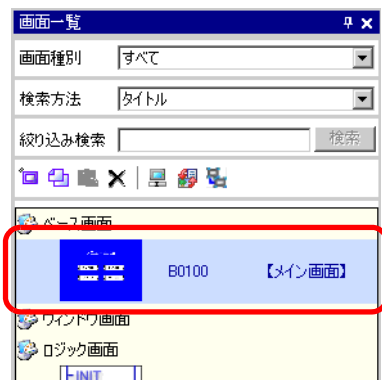 画面一覧
画面種別 すべて
検索方法 タイトル
絞り込み検索 検索
ベース画面
B0100 【メイン画面】
ウィンドウ画面
ロジック画面
INIT